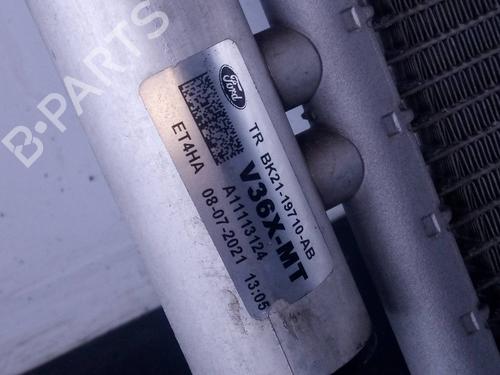 B-PARTS
Ford
TR BK21-19710-AB
V36X-MT
A11113124
ET4HA 08-07-2021 13:05